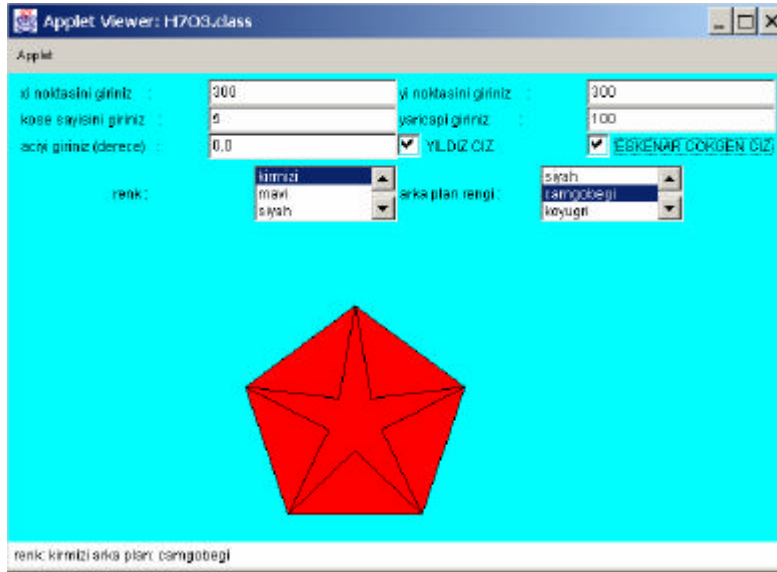 Applet Viewer: H7O3.class
Applet
xi noktasini giriniz : 300 yi noktasini giriniz : 300
kose sayisini giriniz : 5 yaricapi giriniz : 100
aciyi giriniz (derece) : 0.0 YILDIZ CIZ ESKENAR COKGEN CIZ
renk: kirmizi mavi siyah arka plan rengi: siyah camgobegi koyugri
renk: kirmizi arka plan: camgobegi